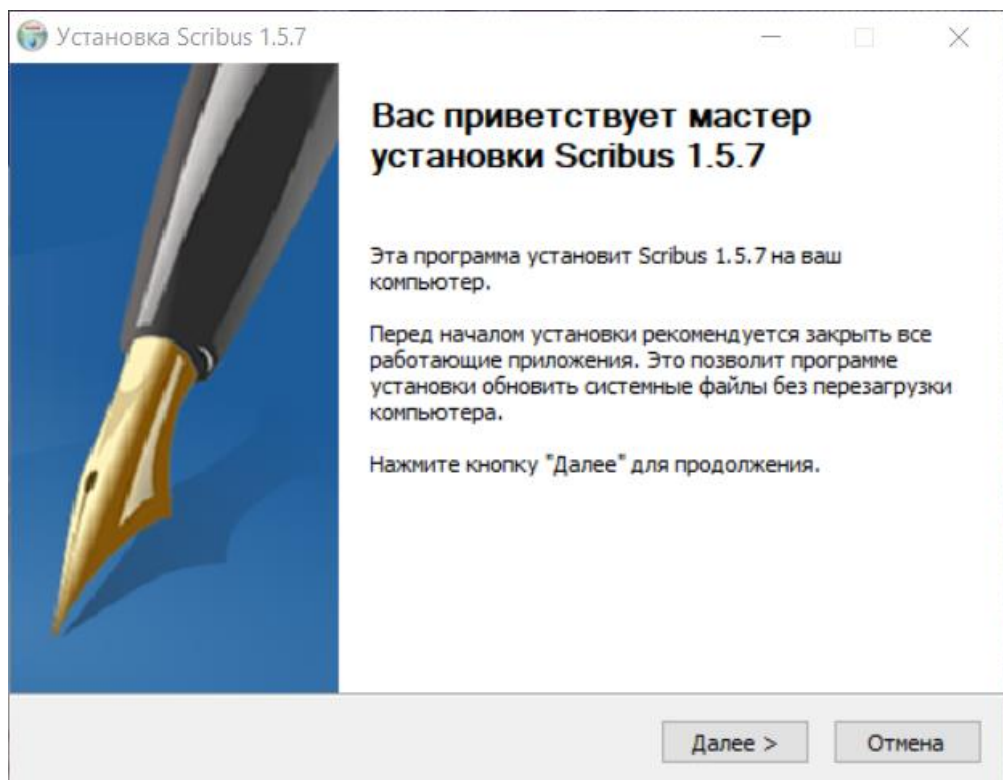 Установка Scribus 1.5.7
Вас приветствует мастер
установки Scribus 1.5.7
Эта программа установит Scribus 1.5.7 на ваш
компьютер.
Перед началом установки рекомендуется закрыть все
работающие приложения. Это позволит программе
установки обновить системные файлы без перезагрузки
компьютера.
Нажмите кнопку "Далее" для продолжения.
Далее >
Отмена